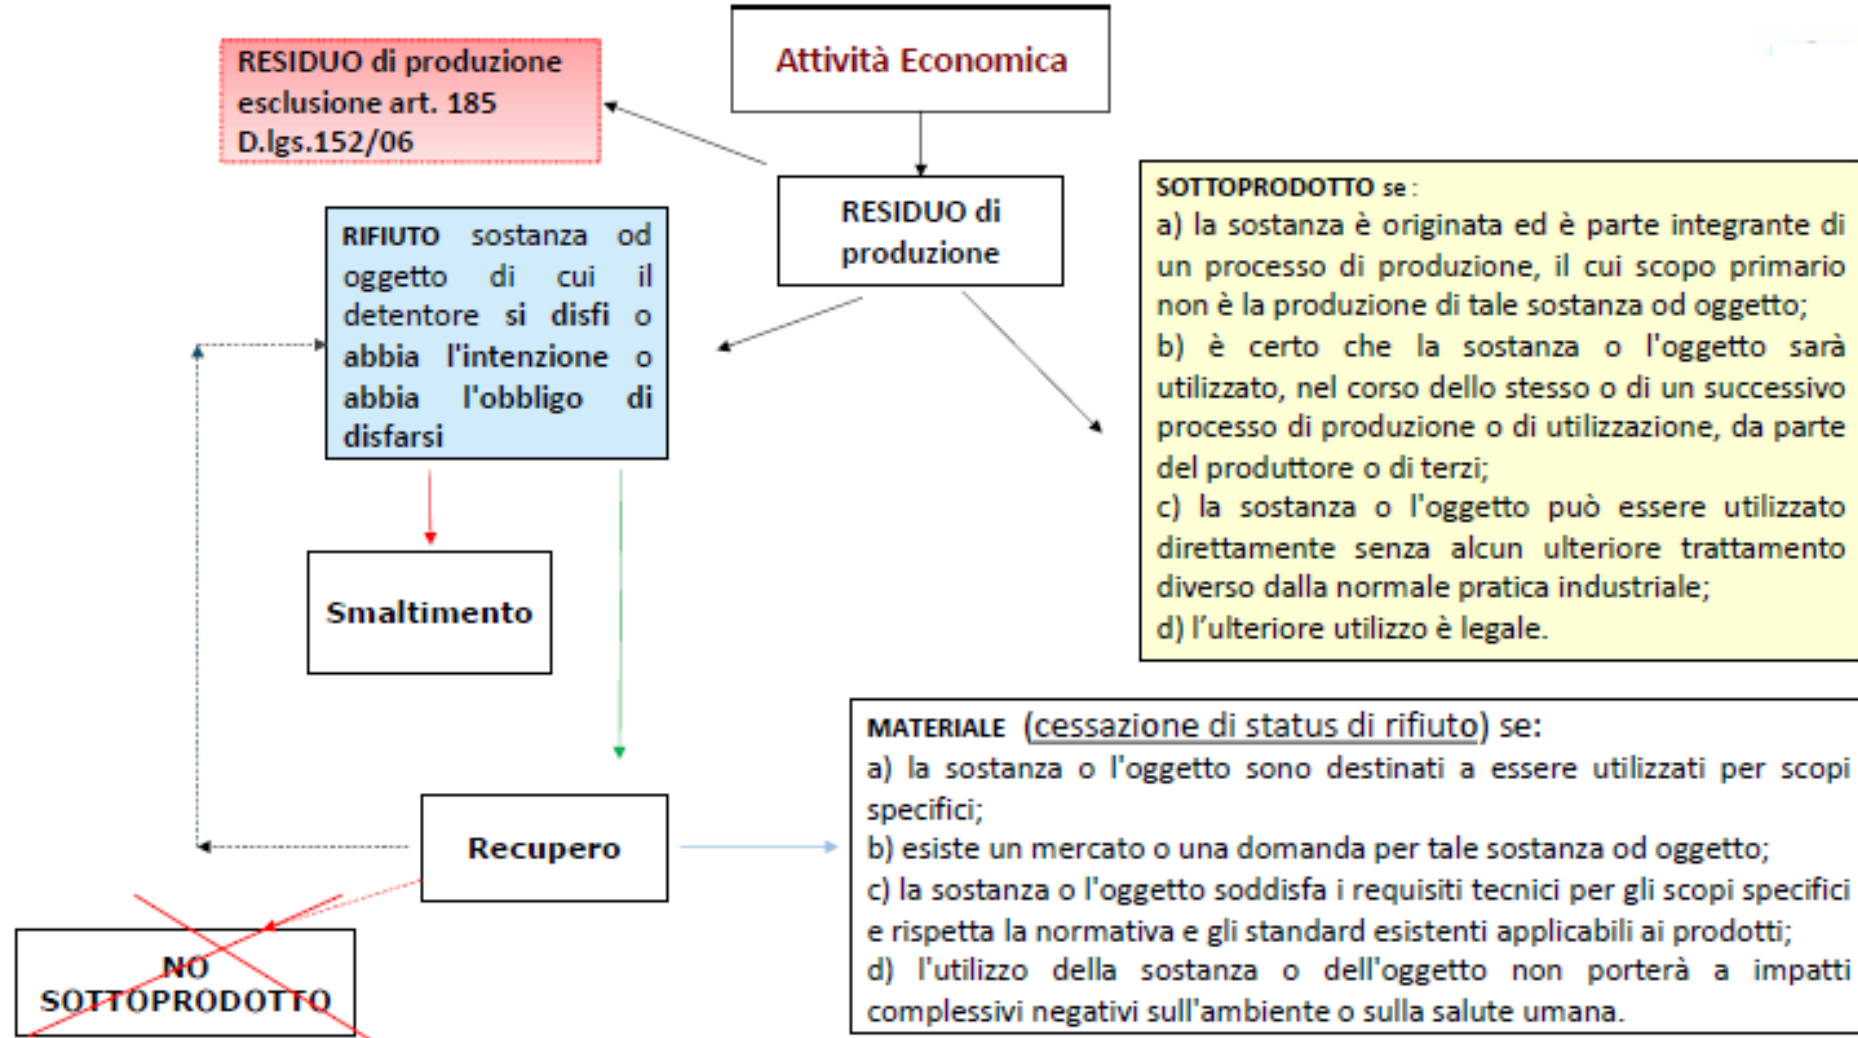 Attività Economica
RESIDUO di produzione
esclusione art. 185
D.lgs.152/06
RESIDUO di
produzione
RIFIUTO sostanza od
oggetto di cui il
detentore si disfi o
abbia l'intenzione o
abbia l'obbligo di
disfarsi
SOTTOPRODOTTO se :
a) la sostanza è originata ed è parte integrante di
un processo di produzione, il cui scopo primario
non è la produzione di tale sostanza od oggetto;
b) è certo che la sostanza o l'oggetto sarà
utilizzato, nel corso dello stesso o di un successivo
processo di produzione o di utilizzazione, da parte
del produttore o di terzi;
c) la sostanza o l'oggetto può essere utilizzato
direttamente senza alcun ulteriore trattamento
diverso dalla normale pratica industriale;
d) l’ulteriore utilizzo è legale.
Smaltimento
Recupero
MATERIALE (cessazione di status di rifiuto) se:
a) la sostanza o l'oggetto sono destinati a essere utilizzati per scopi
specifici;
b) esiste un mercato o una domanda per tale sostanza od oggetto;
c) la sostanza o l'oggetto soddisfa i requisiti tecnici per gli scopi specifici
e rispetta la normativa e gli standard esistenti applicabili ai prodotti;
d) l'utilizzo della sostanza o dell'oggetto non porterà a impatti
complessivi negativi sull'ambiente o sulla salute umana.
NO
SOTTOPRODOTTO